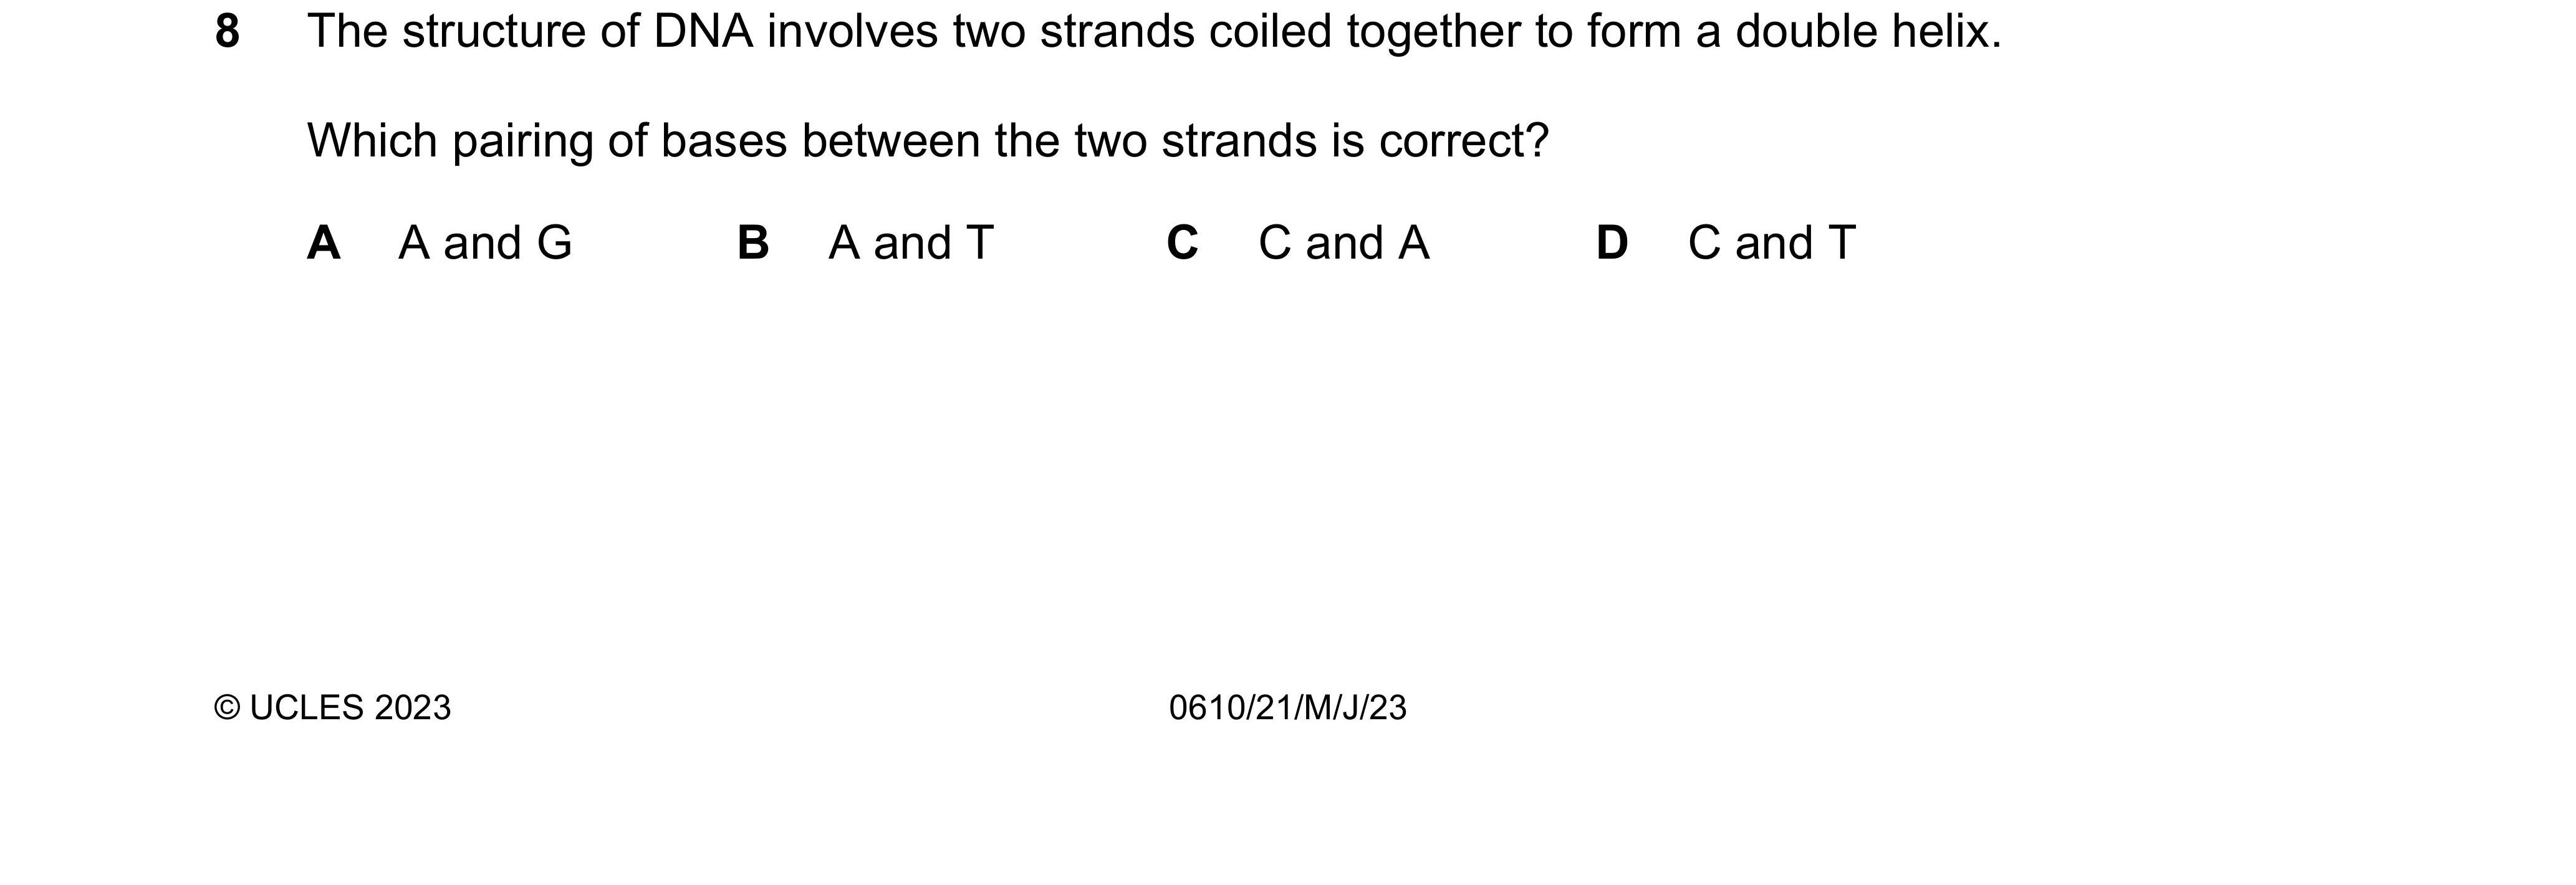 8 The structure of DNA involves two strands coiled together to form a double helix.
Which pairing of bases between the two strands is correct?
A A and G B A and T C C and A D C and T
© UCLES 2023 0610/21/M/J/23